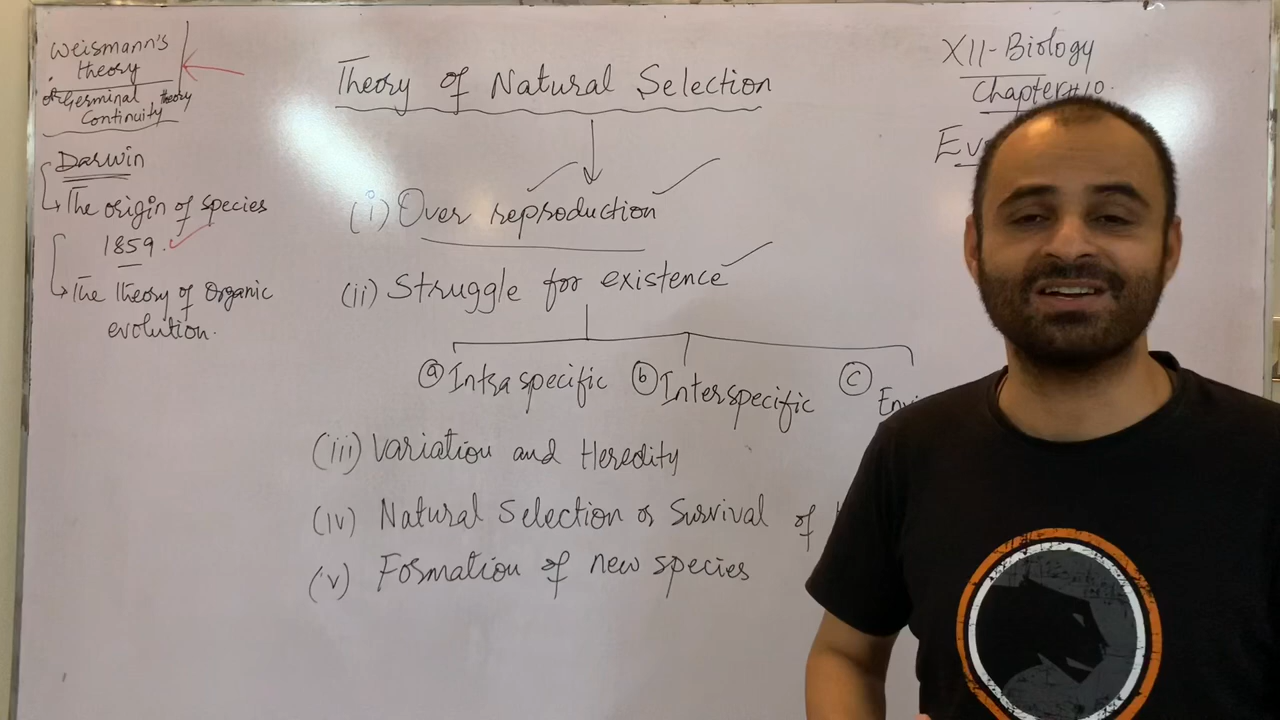 Weismann's
theory
or Germinal
Continuity theory
Darwin
The origin of species
1859.
The Theory of Organic
evolution.
Theory of Natural Selection
(i) Over reproduction
(ii) Struggle for existence
(a) Intraspecific (b) Interspecific (c)
(iii) Variation and Heredity
(iv) Natural Selection or Survival of
(v) Formation of new species
XII-Biology
Chapter#10.